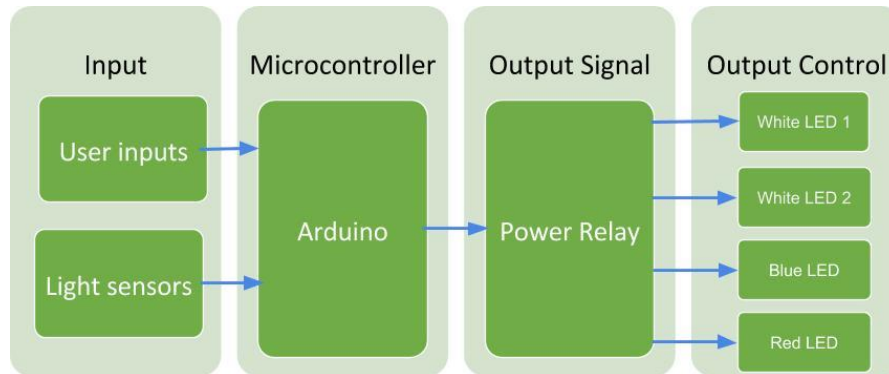 Input
User inputs
Light sensors
Microcontroller
Arduino
Output Signal
Power Relay
Output Control
White LED 1
White LED 2
Blue LED
Red LED